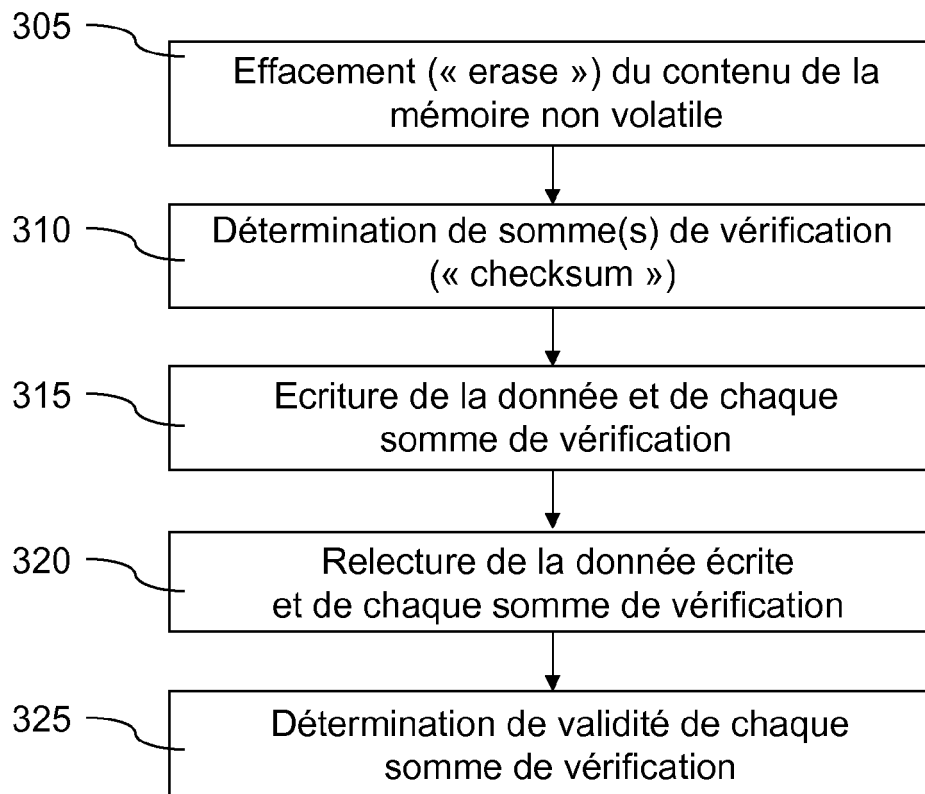 305
Effacement (« erase ») du contenu de la
mémoire non volatile
310
Détermination de somme(s) de vérification
(« checksum »)
315
Ecriture de la donnée et de chaque
somme de vérification
320
Relecture de la donnée écrite
et de chaque somme de vérification
325
Détermination de validité de chaque
somme de vérification